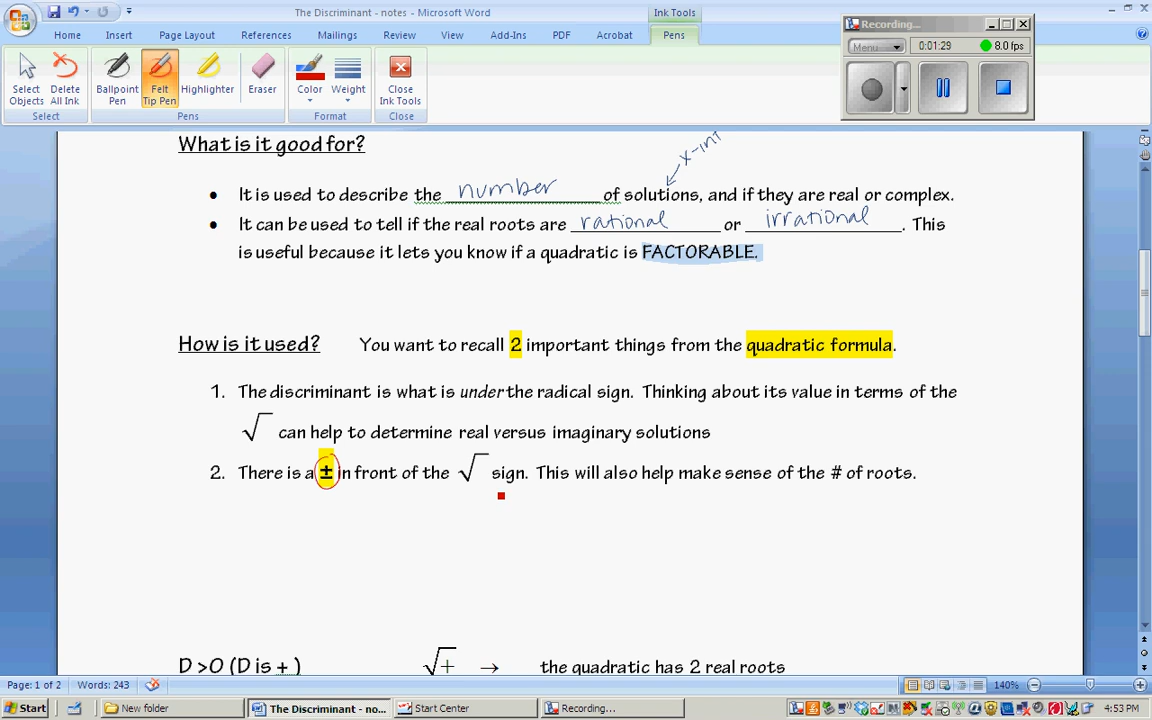 The Discriminant - notes - Microsoft Word
Ink Tools
Home Insert Page Layout References Mailings Review View Add-Ins PDF Acrobat Pens
Recording...
Menu 0:01:29 8.0 fps
Select Objects Delete All Ink Ballpoint Pen Felt Tip Pen Highlighter Eraser Color Weight Close Ink Tools
Select Pens Format Close
What is it good for?
x-int
• It is used to describe the number of solutions, and if they are real or complex.
• It can be used to tell if the real roots are rational or irrational. This
is useful because it lets you know if a quadratic is FACTORABLE.
How is it used? You want to recall 2 important things from the quadratic formula.
1. The discriminant is what is under the radical sign. Thinking about its value in terms of the
√ can help to determine real versus imaginary solutions
2. There is a ± in front of the √ sign. This will also help make sense of the # of roots.
D >0 (D is + ) √+ → the quadratic has 2 real roots
Page: 1 of 2 Words: 243 140%
Start New folder The Discriminant - no... Start Center Recording... 4:53 PM